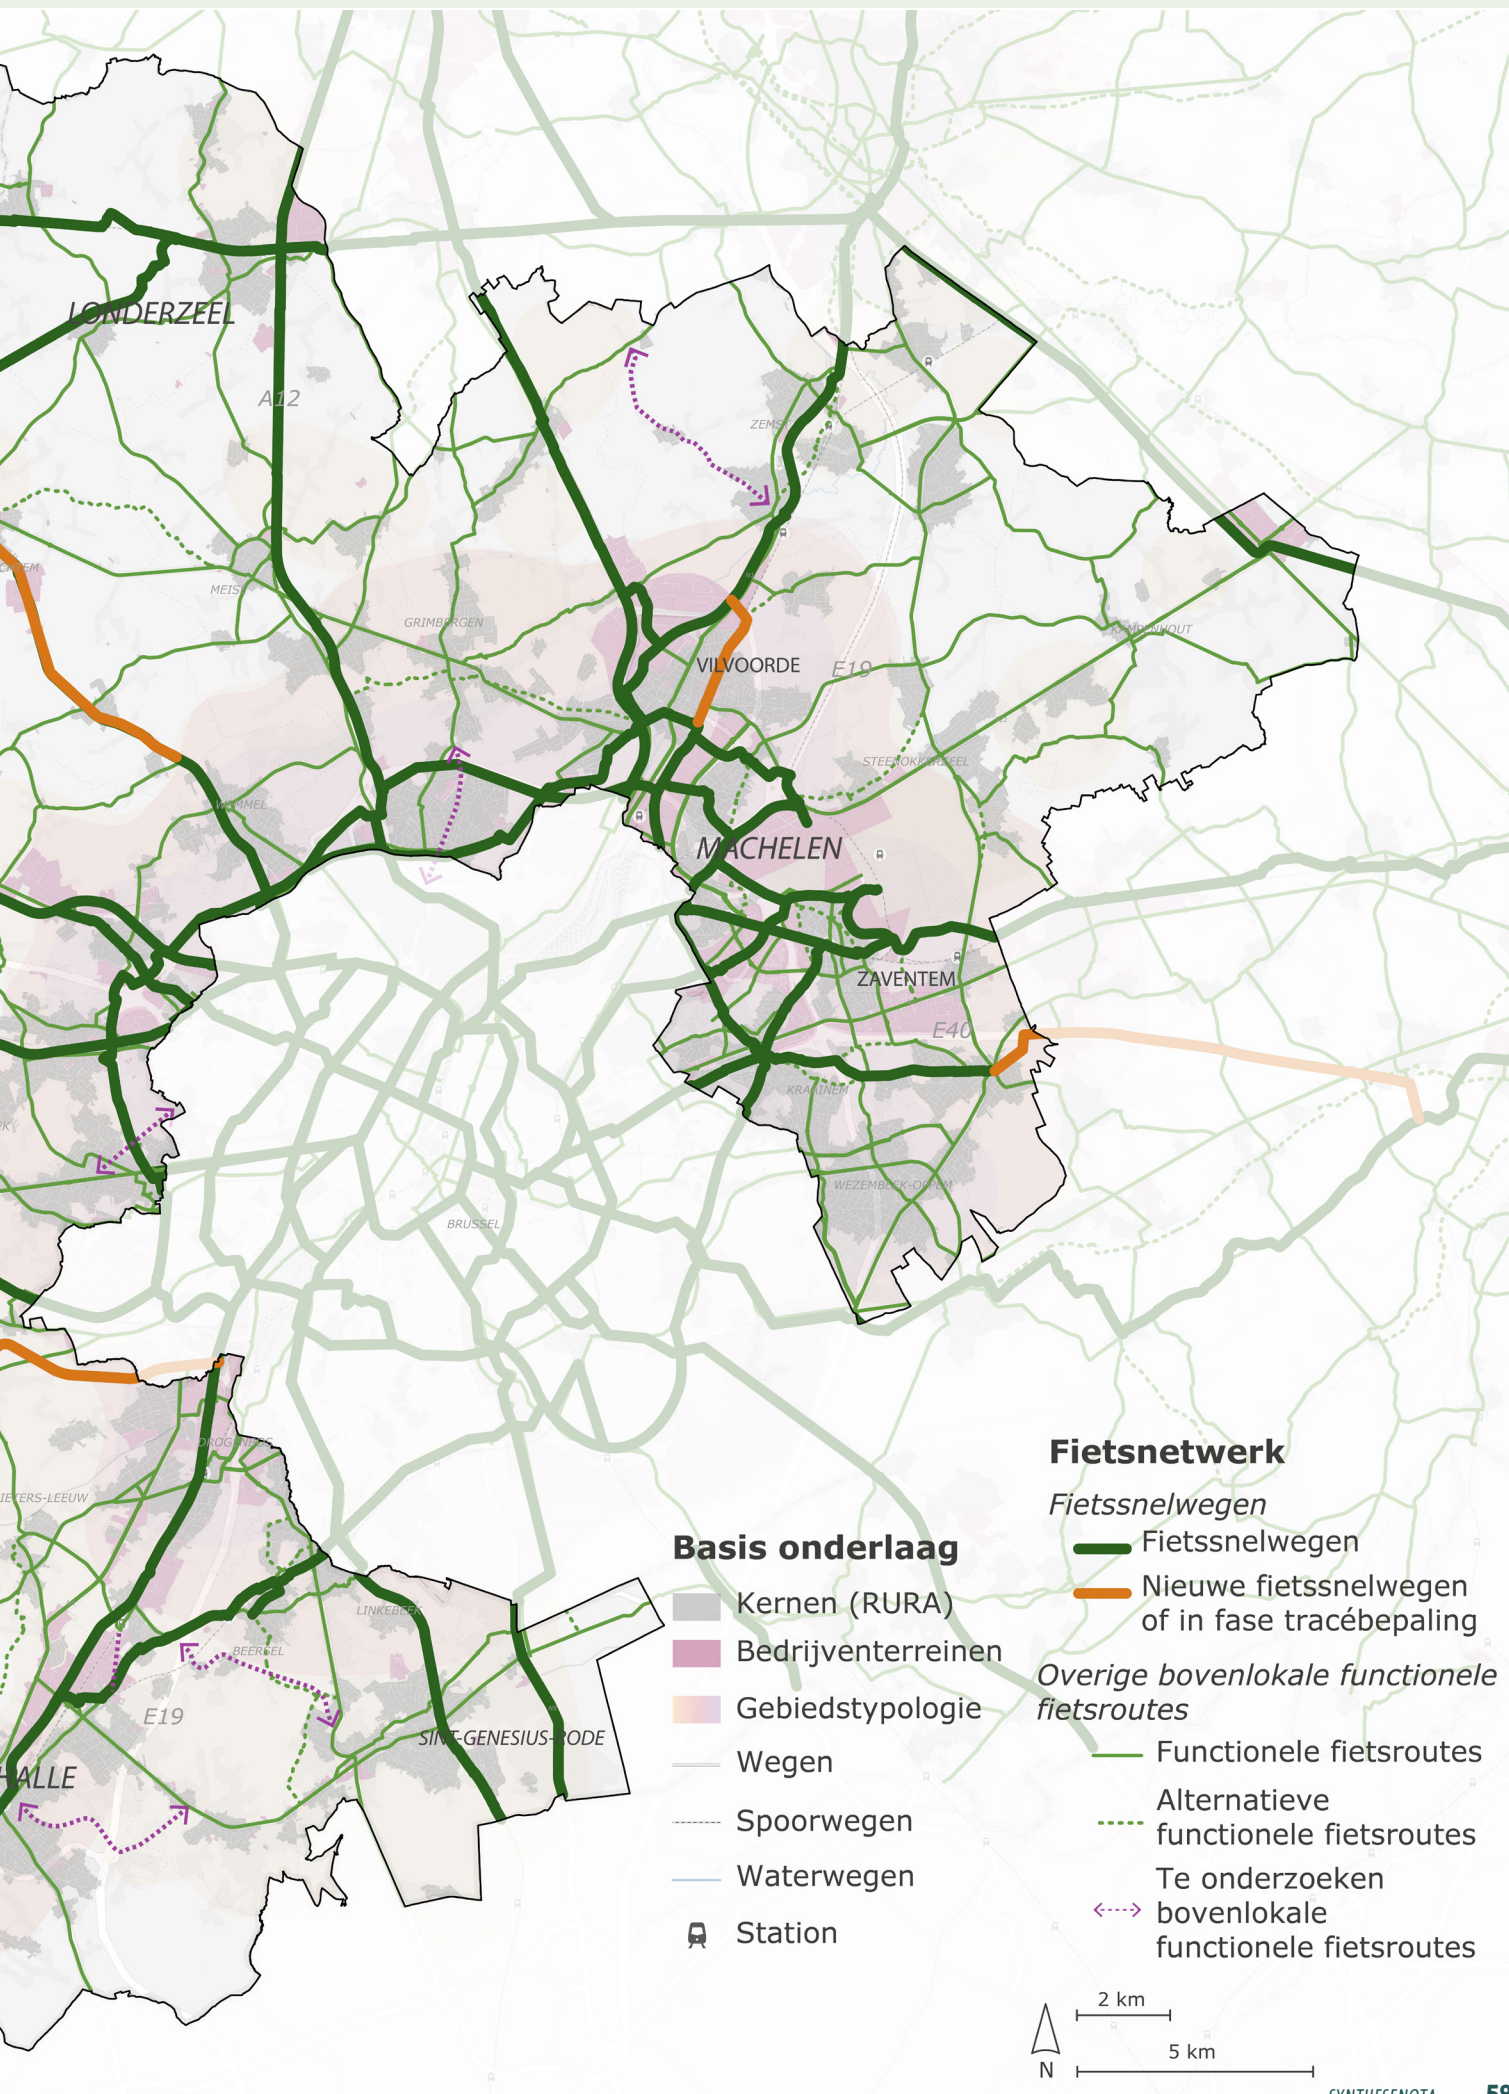 LONDERZEEL
A12
ZEMST
MEISE
GRIMBERGEN
VILVOORDE
E19
KAMPENHOUT
STEENOKKERZEEL
WEMMEL
MACHELEN
ZAVENTEM
E40
KRAAINEM
WEZEMBEEK-OPPEM
BRUSSEL
DROGENBOS
IETERS-LEEUW
LINKEBEEK
BEERSEL
E19
SINT-GENESIUS-RODE
HALLE
Basis onderlaag
Kernen (RURA)
Bedrijventerreinen
Gebiedstypologie
Wegen
Spoorwegen
Waterwegen
Station
Fietsnetwerk
Fietssnelwegen
Fietssnelwegen
Nieuwe fietssnelwegen
of in fase tracébepaling
Overige bovenlokale functionele
fietsroutes
Functionele fietsroutes
Alternatieve
functionele fietsroutes
Te onderzoeken
bovenlokale
functionele fietsroutes
2 km
5 km
N